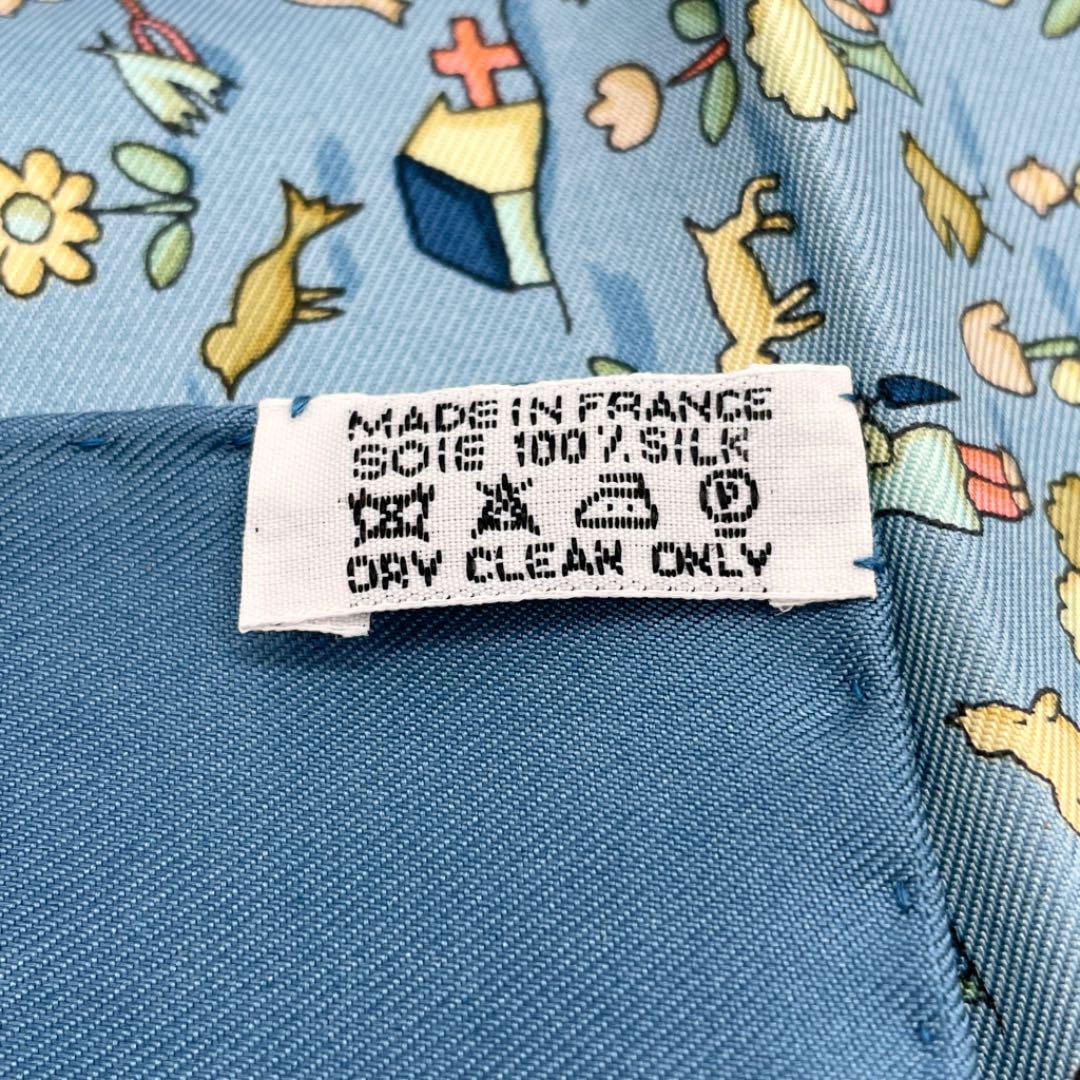 MADE IN FRANCE
SOIE 100% SILK
P
DRY CLEAN ONLY